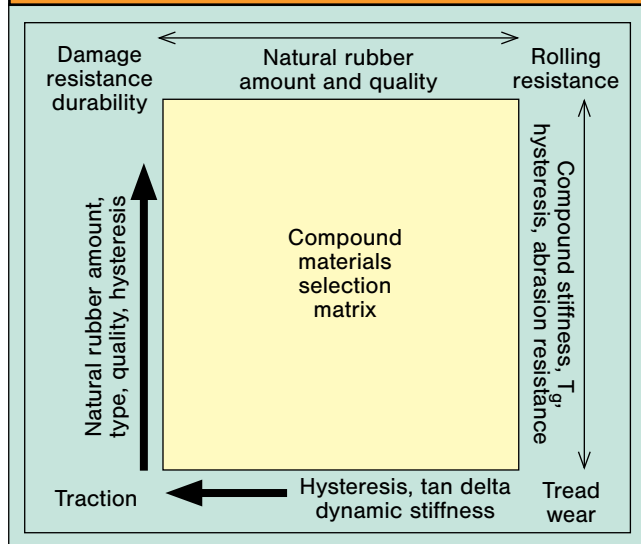 Damage
resistance
durability
Natural rubber
amount and quality
Rolling
resistance
Natural rubber amount,
type, quality, hysteresis
Compound
materials
selection
matrix
Compound stiffness, Tg,
hysteresis, abrasion resistance
Traction
Hysteresis, tan delta
dynamic stiffness
Tread
wear